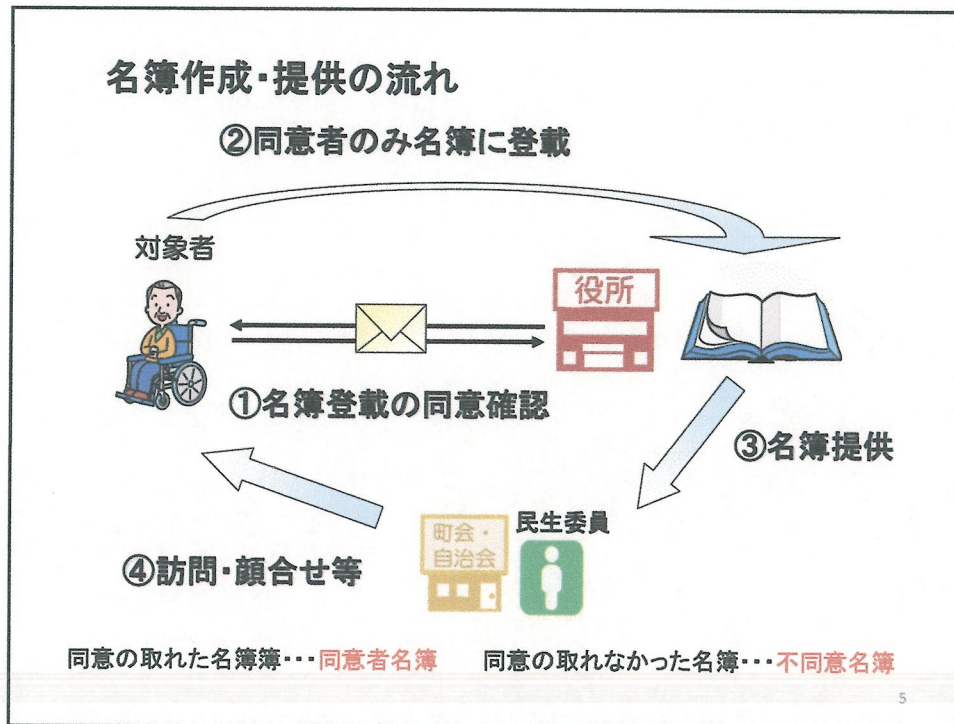 名簿作成・提供の流れ
②同意者のみ名簿に登載
対象者
役所
①名簿登載の同意確認
③名簿提供
民生委員
町会・
自治会
④訪問・顔合せ等
同意の取れた名簿簿・・・同意者名簿
同意の取れなかった名簿・・・不同意名簿
5